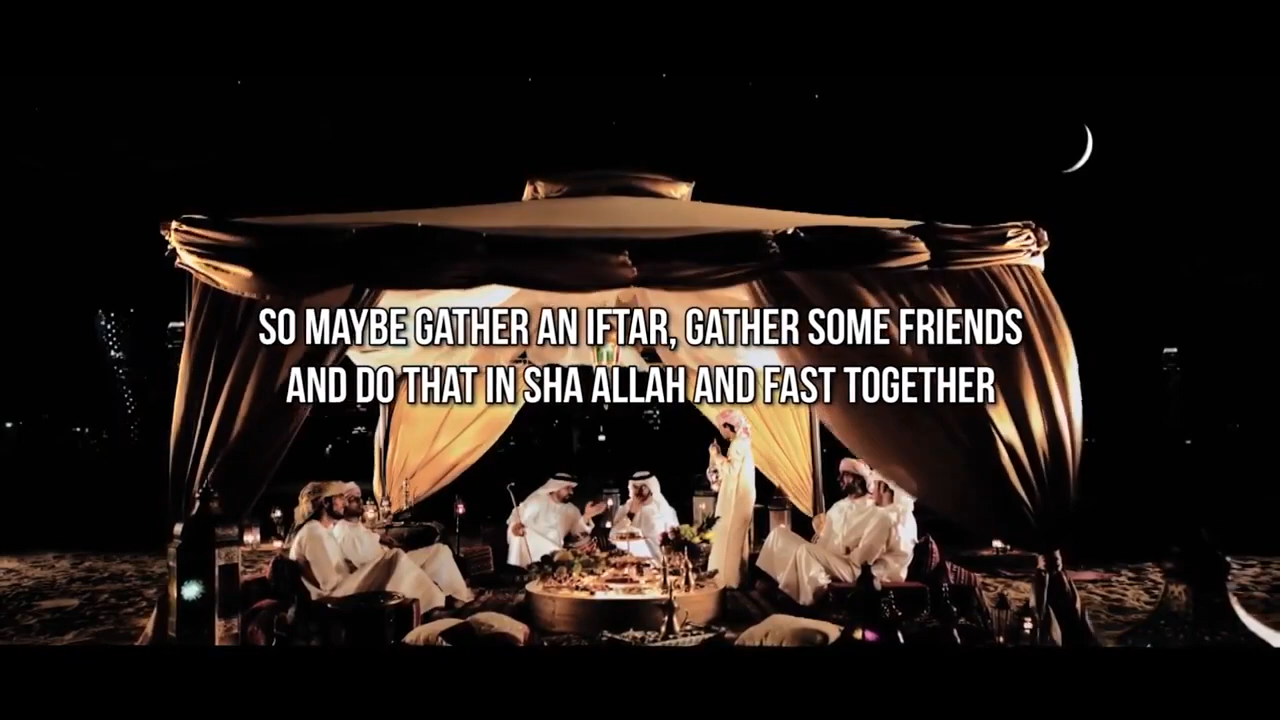 SO MAYBE GATHER AN IFTAR, GATHER SOME FRIENDS
AND DO THAT IN SHA ALLAH AND FAST TOGETHER